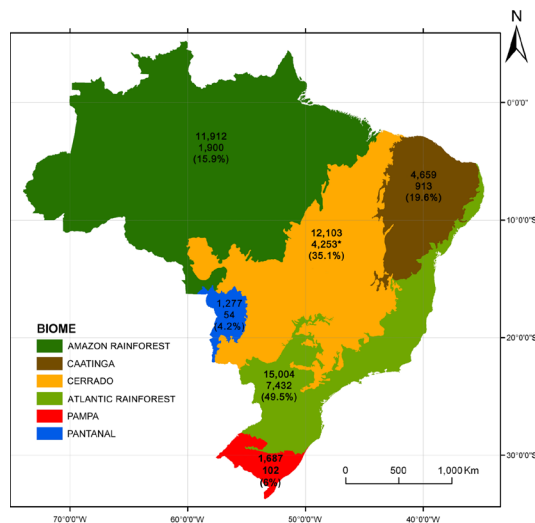 N
0°0'0"
11,912
1,900
(15.9%)
4,659
913
(19.6%)
10°0'0"S
12,103
4,253*
(35.1%)
1,277
54
(4.2%)
BIOME
AMAZON RAINFOREST
CAATINGA
CERRADO
ATLANTIC RAINFOREST
PAMPA
PANTANAL
20°0'0"S
15,004
7,432
(49.5%)
1,687
102
(6%)
30°0'0"S
0 500 1,000 Km
70°0'0"W 60°0'0"W 50°0'0"W 40°0'0"W